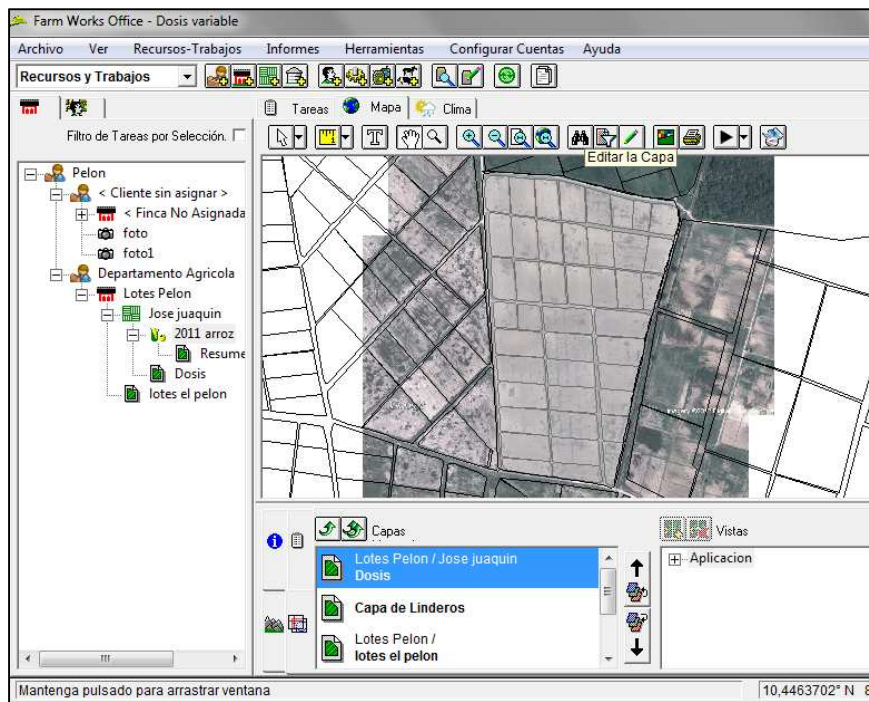 Farm Works Office - Dosis variable
Archivo Ver Recursos-Trabajos Informes Herramientas Configurar Cuentas Ayuda
Recursos y Trabajos
Tareas Mapa Clima
Filtro de Tareas por Selección.
Editar la Capa
Pelon
< Cliente sin asignar >
< Finca No Asignada
foto
foto1
Departamento Agricola
Lotes Pelon
Jose juaquin
2011 arroz
Resume
Dosis
lotes el pelon
Capas
Lotes Pelon / Jose juaquin
Dosis
Capa de Linderos
Lotes Pelon /
lotes el pelon
Vistas
Aplicacion
Mantenga pulsado para arrastrar ventana
10,4463702° N 8